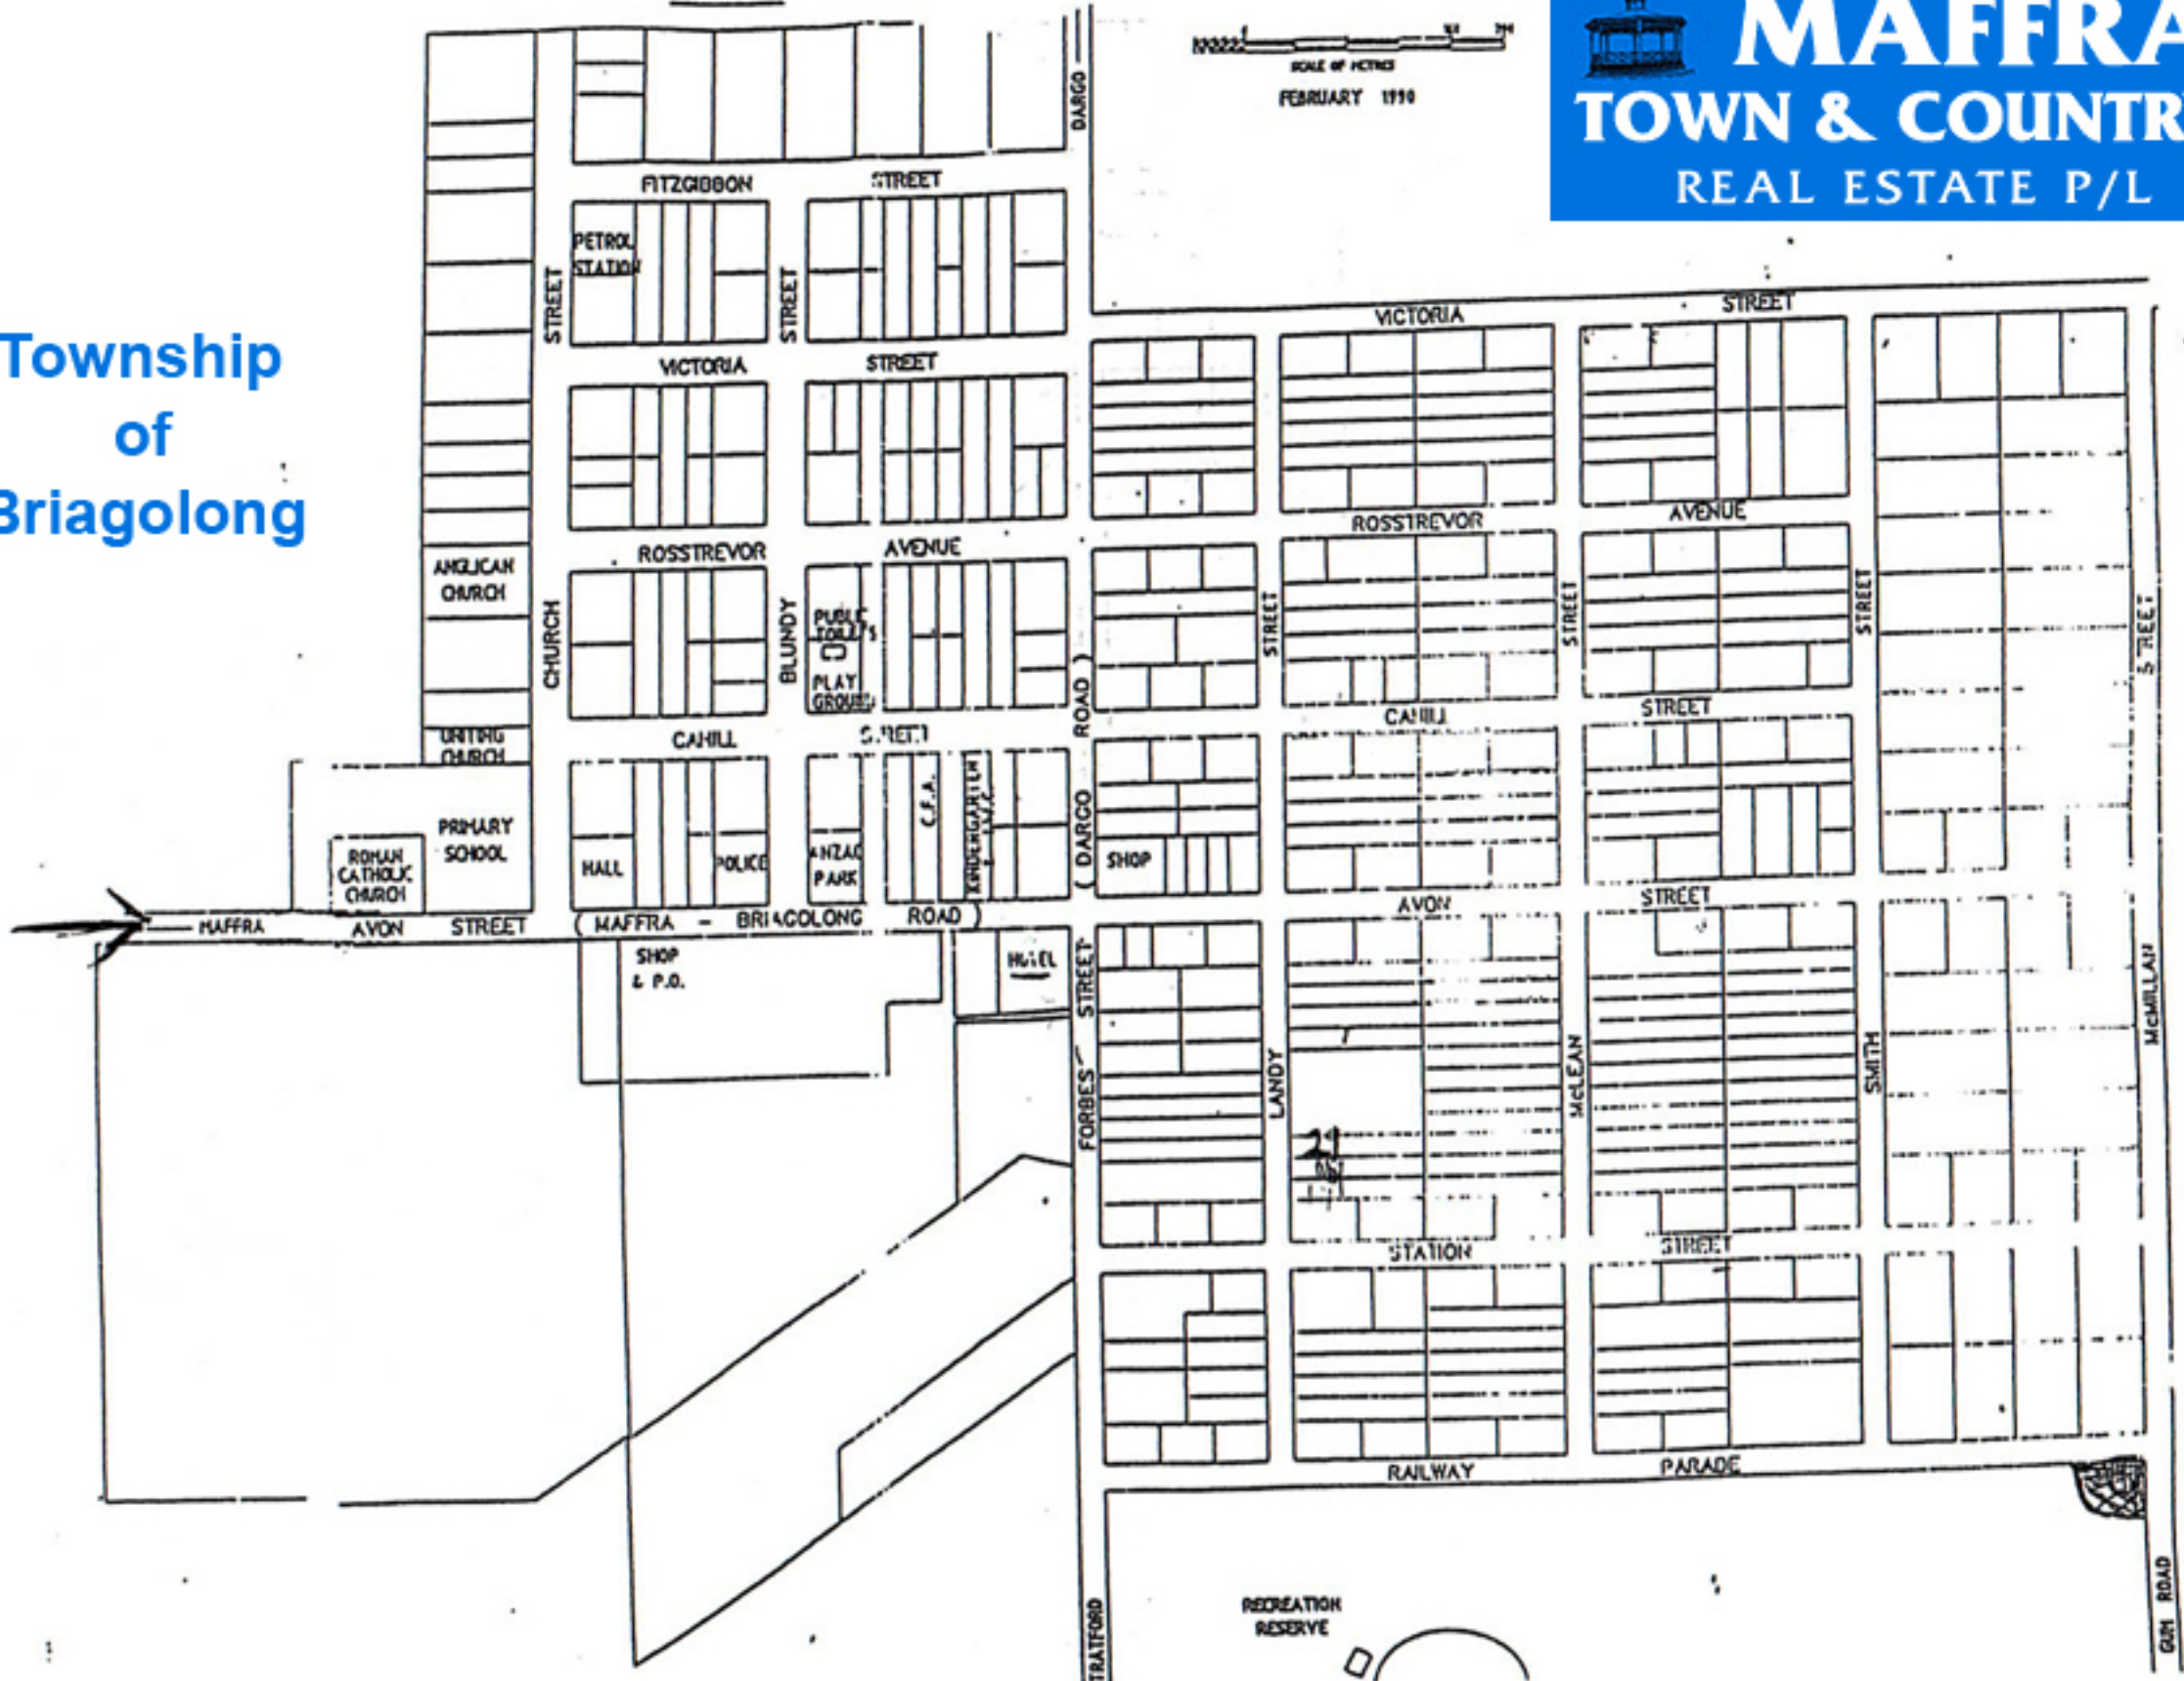 MAFFRA
TOWN & COUNTR
REAL ESTATE P/L
SCALE OF METRES
FEBRUARY 1990
Township
of
Briagolong
DARGO
FITZGIBBON STREET
PETROL
STATION
STREET
STREET
VICTORIA STREET
VICTORIA STREET
ROSSTREVOR AVENUE
ROSSTREVOR AVENUE
ANGLICAN
CHURCH
CHURCH
BLUNDY
PUBLIC
TOILETS
PLAY
GROUND
STREET
STREET
STREET
STREET
CAHILL STREET
CAHILL STREET
UNITING
CHURCH
PRIMARY
SCHOOL
ROMAN
CATHOLIC
CHURCH
HALL
POLICE
ANZAC
PARK
C.F.A.
KINDERGARTEN
( DARGO ROAD )
SHOP
MAFFRA
AVON STREET ( MAFFRA - BRIAGOLONG ROAD )
AVON STREET
SHOP
& P.O.
HOTEL
FORBES STREET
LANDY
McLEAN
SMITH
McMILLAN
29
STATION STREET
RAILWAY PARADE
TRATFORD
RECREATION
RESERVE
GUM ROAD